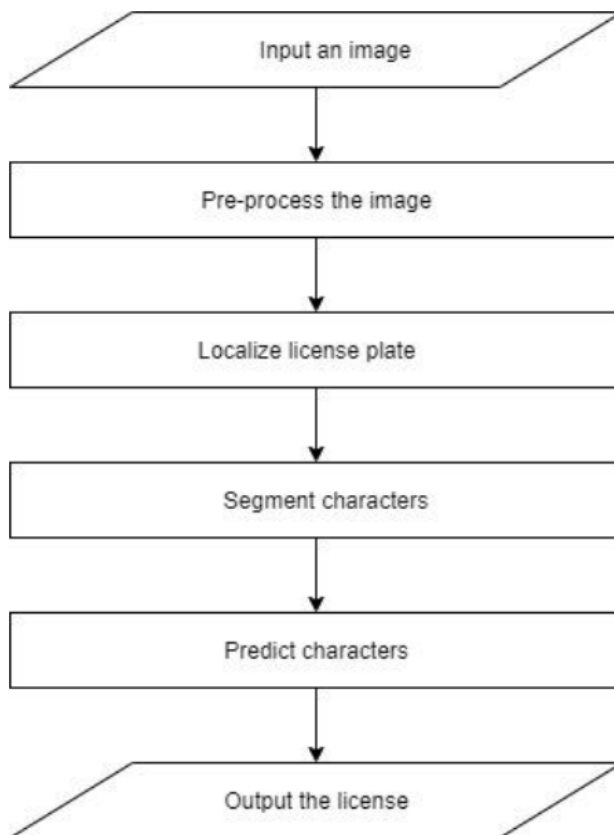 Input an image
Pre-process the image
Localize license plate
Segment characters
Predict characters
Output the license